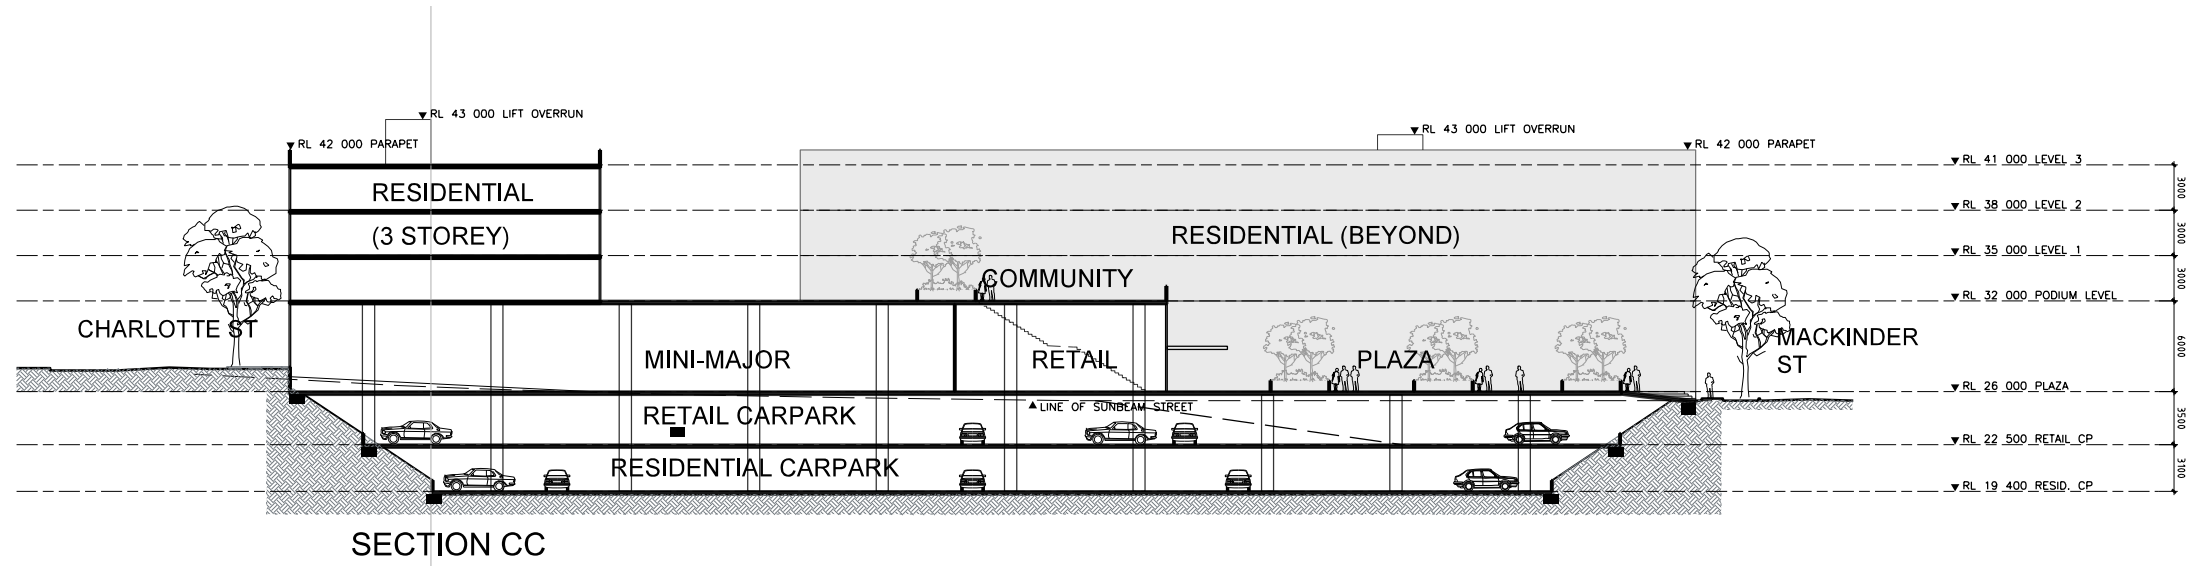 RL 43 000 LIFT OVERRUN
RL 43 000 LIFT OVERRUN
RL 42 000 PARAPET
RL 42 000 PARAPET
RL 41 000 LEVEL 3
3000
RESIDENTIAL
RL 38 000 LEVEL 2
(3 STOREY)
RESIDENTIAL (BEYOND)
3000
RL 35 000 LEVEL 1
COMMUNITY
3000
RL 32 000 PODIUM LEVEL
CHARLOTTE ST
MACKINDER
ST
6000
MINI-MAJOR
RETAIL
PLAZA
RL 26 000 PLAZA
LINE OF SUNBEAM STREET
RETAIL CARPARK
3500
RL 22 500 RETAIL CP
RESIDENTIAL CARPARK
3100
RL 19 400 RESID. CP
SECTION CC